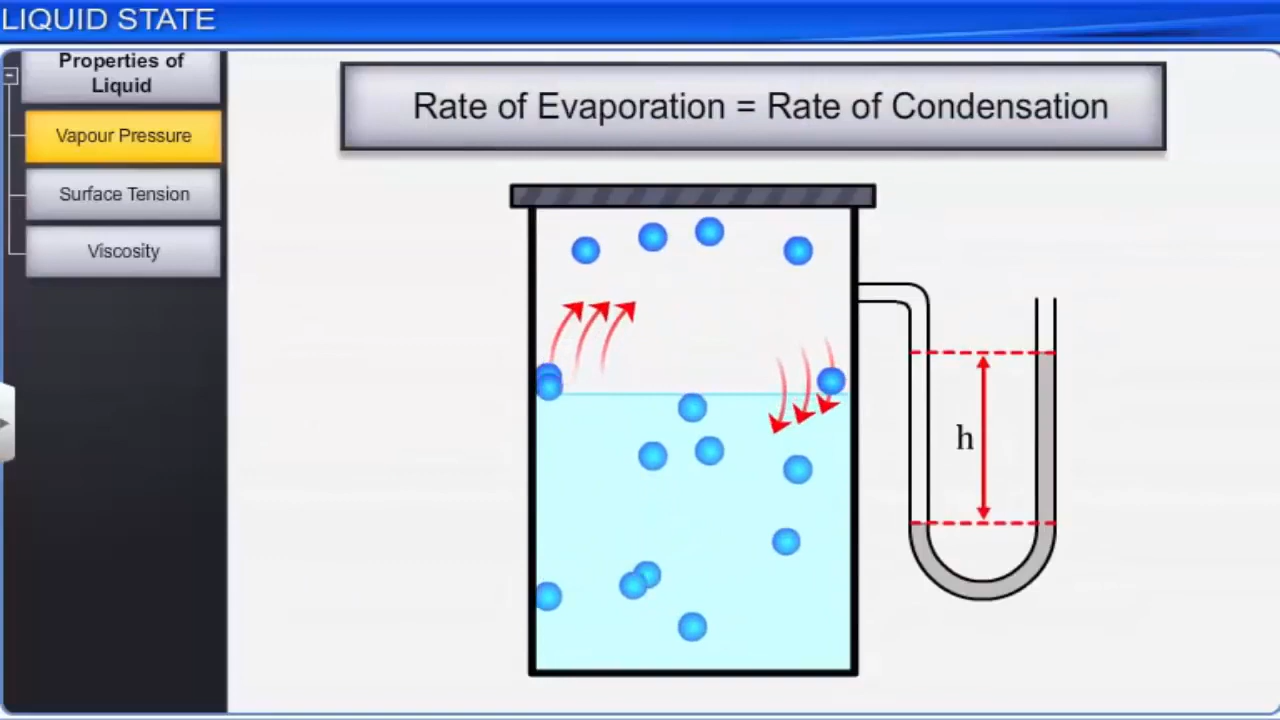 LIQUID STATE
Properties of
Liquid
Vapour Pressure
Surface Tension
Viscosity
Rate of Evaporation = Rate of Condensation
h